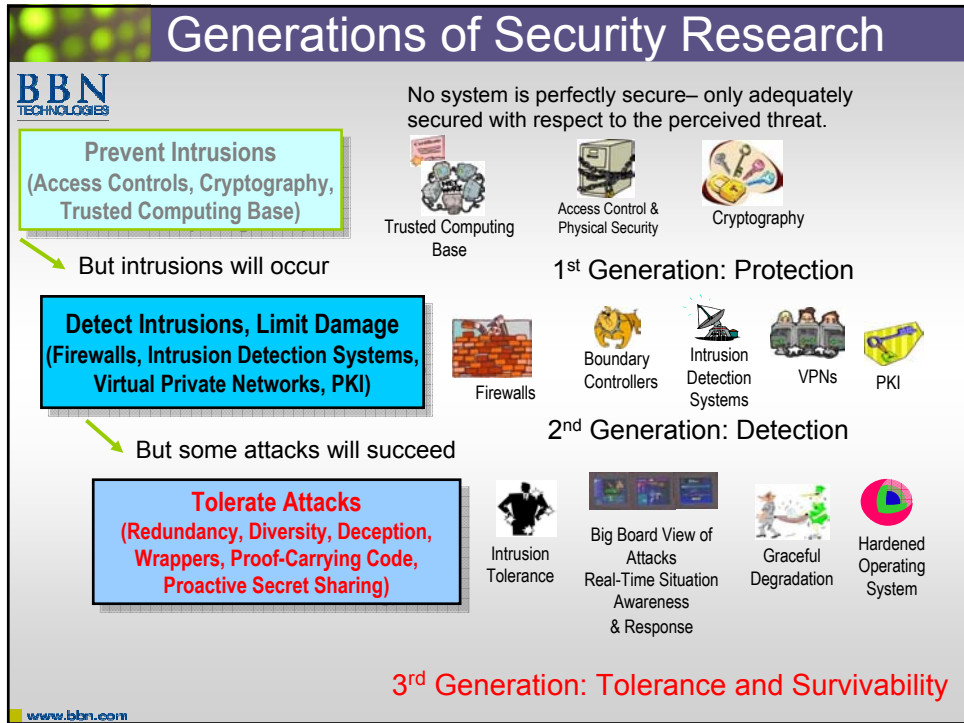 Generations of Security Research
BBN
TECHNOLOGIES
No system is perfectly secure– only adequately
secured with respect to the perceived threat.
Prevent Intrusions
(Access Controls, Cryptography,
Trusted Computing Base)
Trusted Computing
Base
Access Control &
Physical Security
Cryptography
But intrusions will occur
1st Generation: Protection
Detect Intrusions, Limit Damage
(Firewalls, Intrusion Detection Systems,
Virtual Private Networks, PKI)
Firewalls
Boundary
Controllers
Intrusion
Detection
Systems
VPNs
PKI
2nd Generation: Detection
But some attacks will succeed
Tolerate Attacks
(Redundancy, Diversity, Deception,
Wrappers, Proof-Carrying Code,
Proactive Secret Sharing)
Intrusion
Tolerance
Big Board View of
Attacks
Real-Time Situation
Awareness
& Response
Graceful
Degradation
Hardened
Operating
System
3rd Generation: Tolerance and Survivability
www.bbn.com